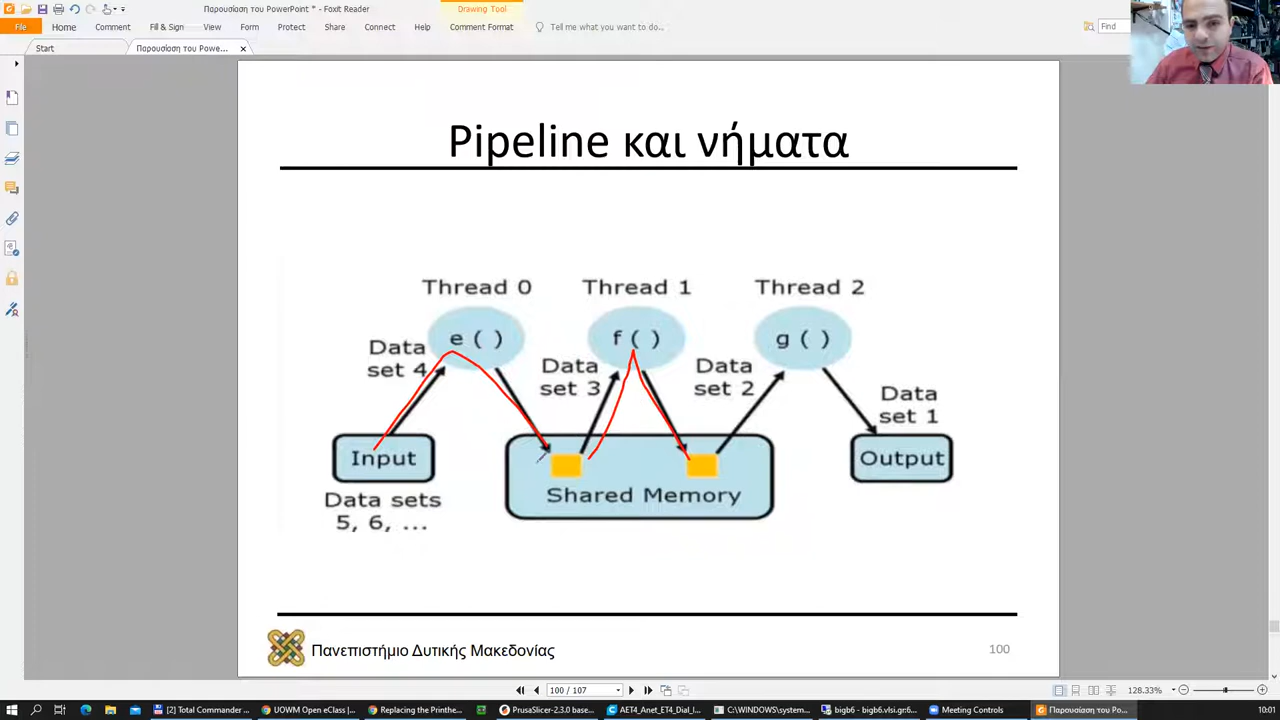 Παρουσίαση του PowerPoint * - Foxit Reader
Drawing Tool
File Home Comment Fill & Sign View Form Protect Share Connect Help Comment Format Tell me what you want to do... Find
Start Παρουσίαση του Powe...
Pipeline και νήματα
Thread 0 Thread 1 Thread 2
e ( ) f ( ) g ( )
Data set 4
Data set 3
Data set 2
Data set 1
Input
Shared Memory
Output
Data sets
5, 6, ...
Πανεπιστήμιο Δυτικής Μακεδονίας
100
100 / 107
128.33%
[2] Total Commander ... UOWM Open eClass |... Replacing the Printhe... PrusaSlicer-2.3.0 base... AET4_Anet_ET4_Dial_I... C:\WINDOWS\system... bigb6 - bigb6.vlsi.gr:6... Meeting Controls Παρουσίαση του Po... 10:01